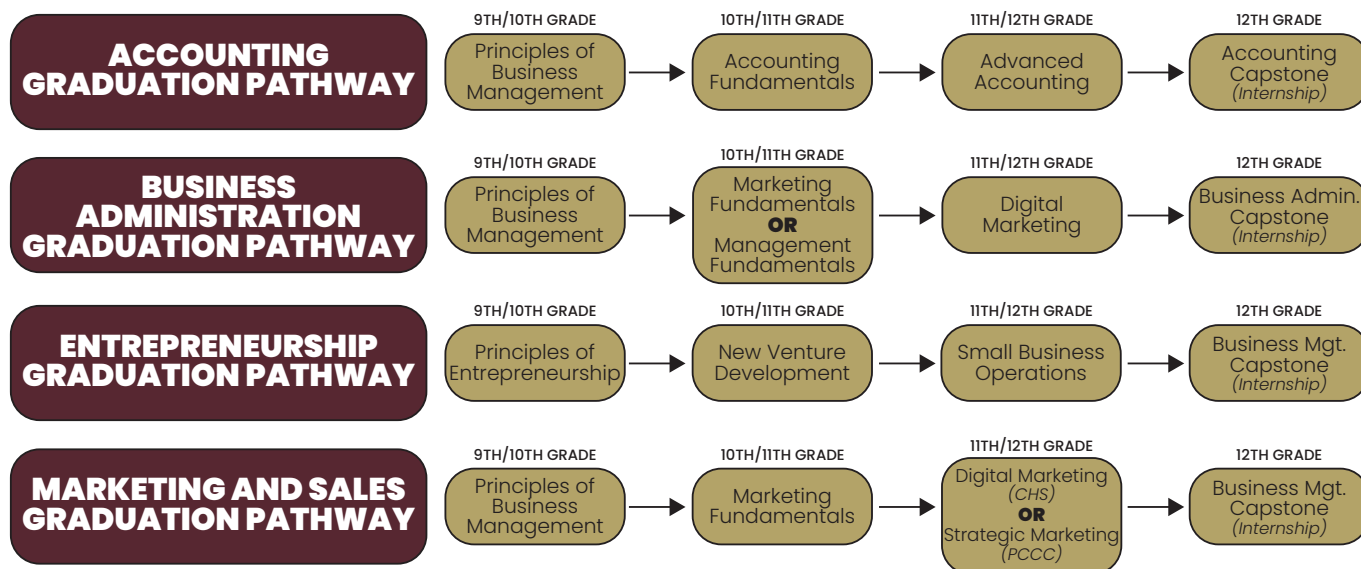 ACCOUNTING
GRADUATION PATHWAY
9TH/10TH GRADE
Principles of
Business
Management
10TH/11TH GRADE
Accounting
Fundamentals
11TH/12TH GRADE
Advanced
Accounting
12TH GRADE
Accounting
Capstone
(Internship)
BUSINESS
ADMINISTRATION
GRADUATION PATHWAY
9TH/10TH GRADE
Principles of
Business
Management
10TH/11TH GRADE
Marketing
Fundamentals
OR
Management
Fundamentals
11TH/12TH GRADE
Digital
Marketing
12TH GRADE
Business Admin.
Capstone
(Internship)
ENTREPRENEURSHIP
GRADUATION PATHWAY
9TH/10TH GRADE
Principles of
Entrepreneurship
10TH/11TH GRADE
New Venture
Development
11TH/12TH GRADE
Small Business
Operations
12TH GRADE
Business Mgt.
Capstone
(Internship)
MARKETING AND SALES
GRADUATION PATHWAY
9TH/10TH GRADE
Principles of
Business
Management
10TH/11TH GRADE
Marketing
Fundamentals
11TH/12TH GRADE
Digital Marketing
(CHS)
OR
Strategic Marketing
(PCCC)
12TH GRADE
Business Mgt.
Capstone
(Internship)